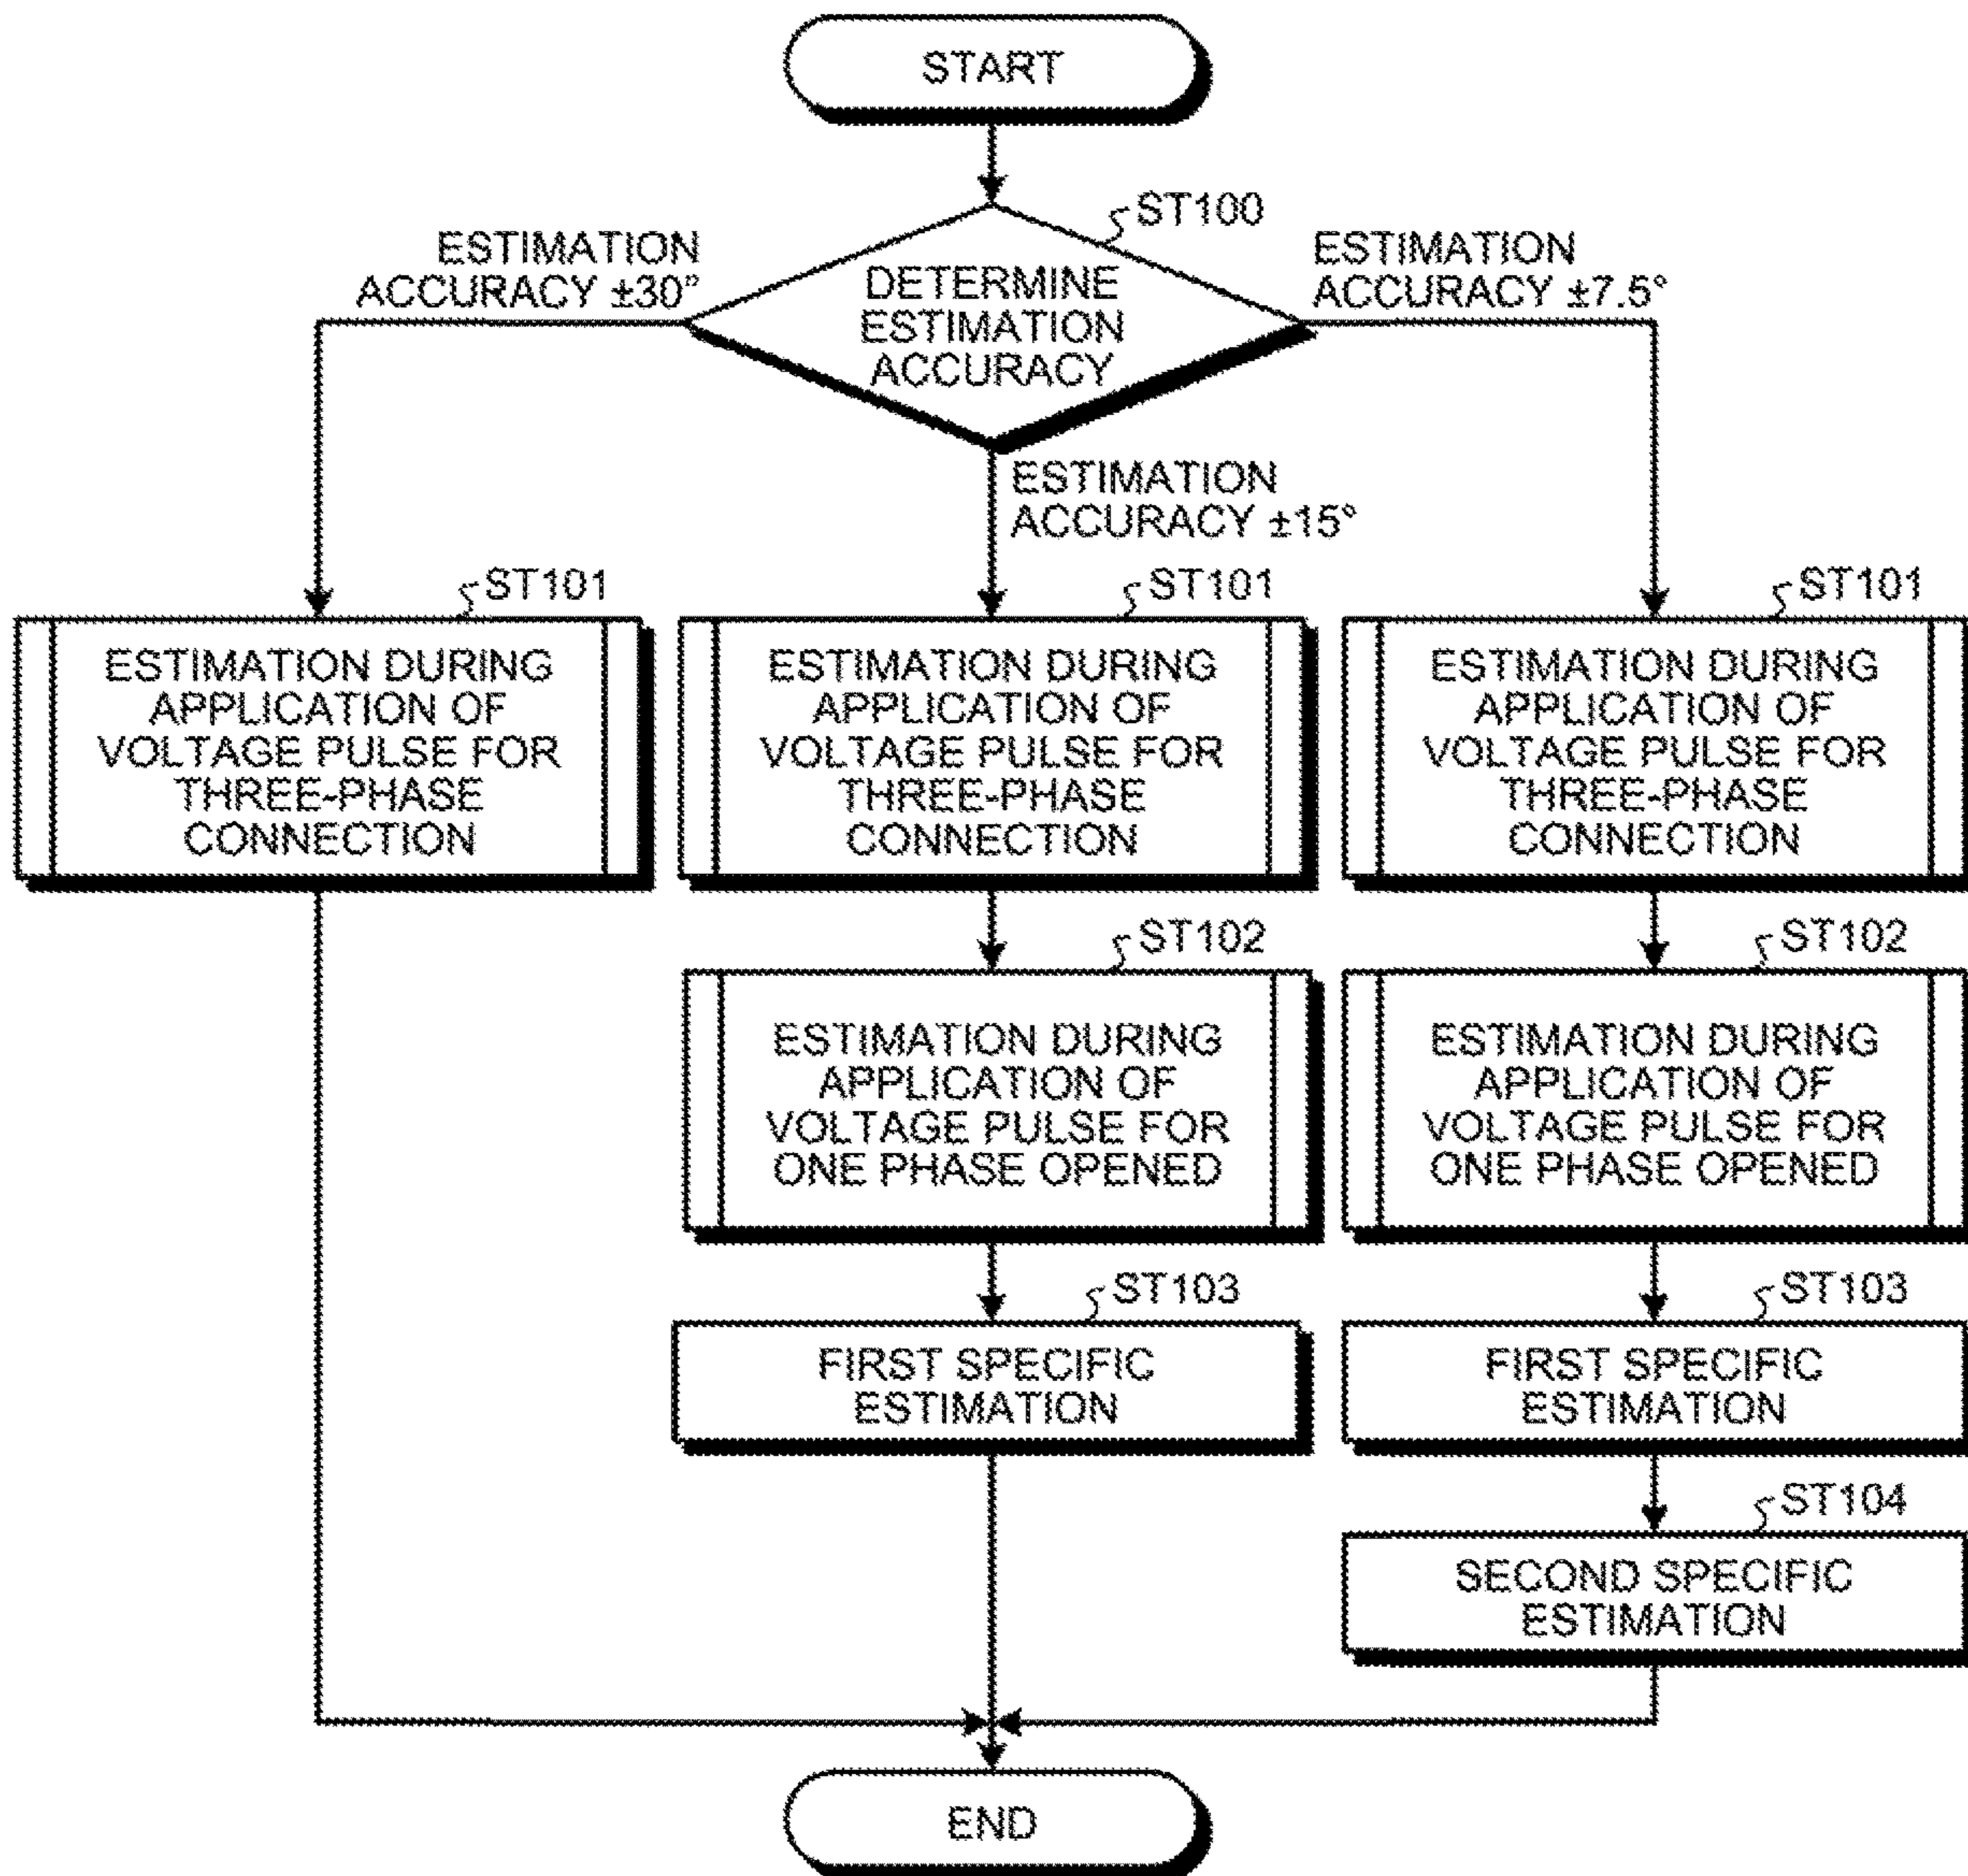 START
ST100
ESTIMATION
ACCURACY ±30"
DETERMINE
ESTIMATION
ACCURACY
ESTIMATION
ACCURACY ±7.5°
ESTIMATION
ACCURACY ±15°
ST101
ESTIMATION DURING
APPLICATION OF
VOLTAGE PULSE FOR
THREE-PHASE
CONNECTION
ST101
ESTIMATION DURING
APPLICATION OF
VOLTAGE PULSE FOR
THREE-PHASE
CONNECTION
ST101
ESTIMATION DURING
APPLICATION OF
VOLTAGE PULSE FOR
THREE-PHASE
CONNECTION
ST102
ESTIMATION DURING
APPLICATION OF
VOLTAGE PULSE FOR
ONE PHASE OPENED
ST102
ESTIMATION DURING
APPLICATION OF
VOLTAGE PULSE FOR
ONE PHASE OPENED
ST103
FIRST SPECIFIC
ESTIMATION
ST103
FIRST SPECIFIC
ESTIMATION
ST104
SECOND SPECIFIC
ESTIMATION
END